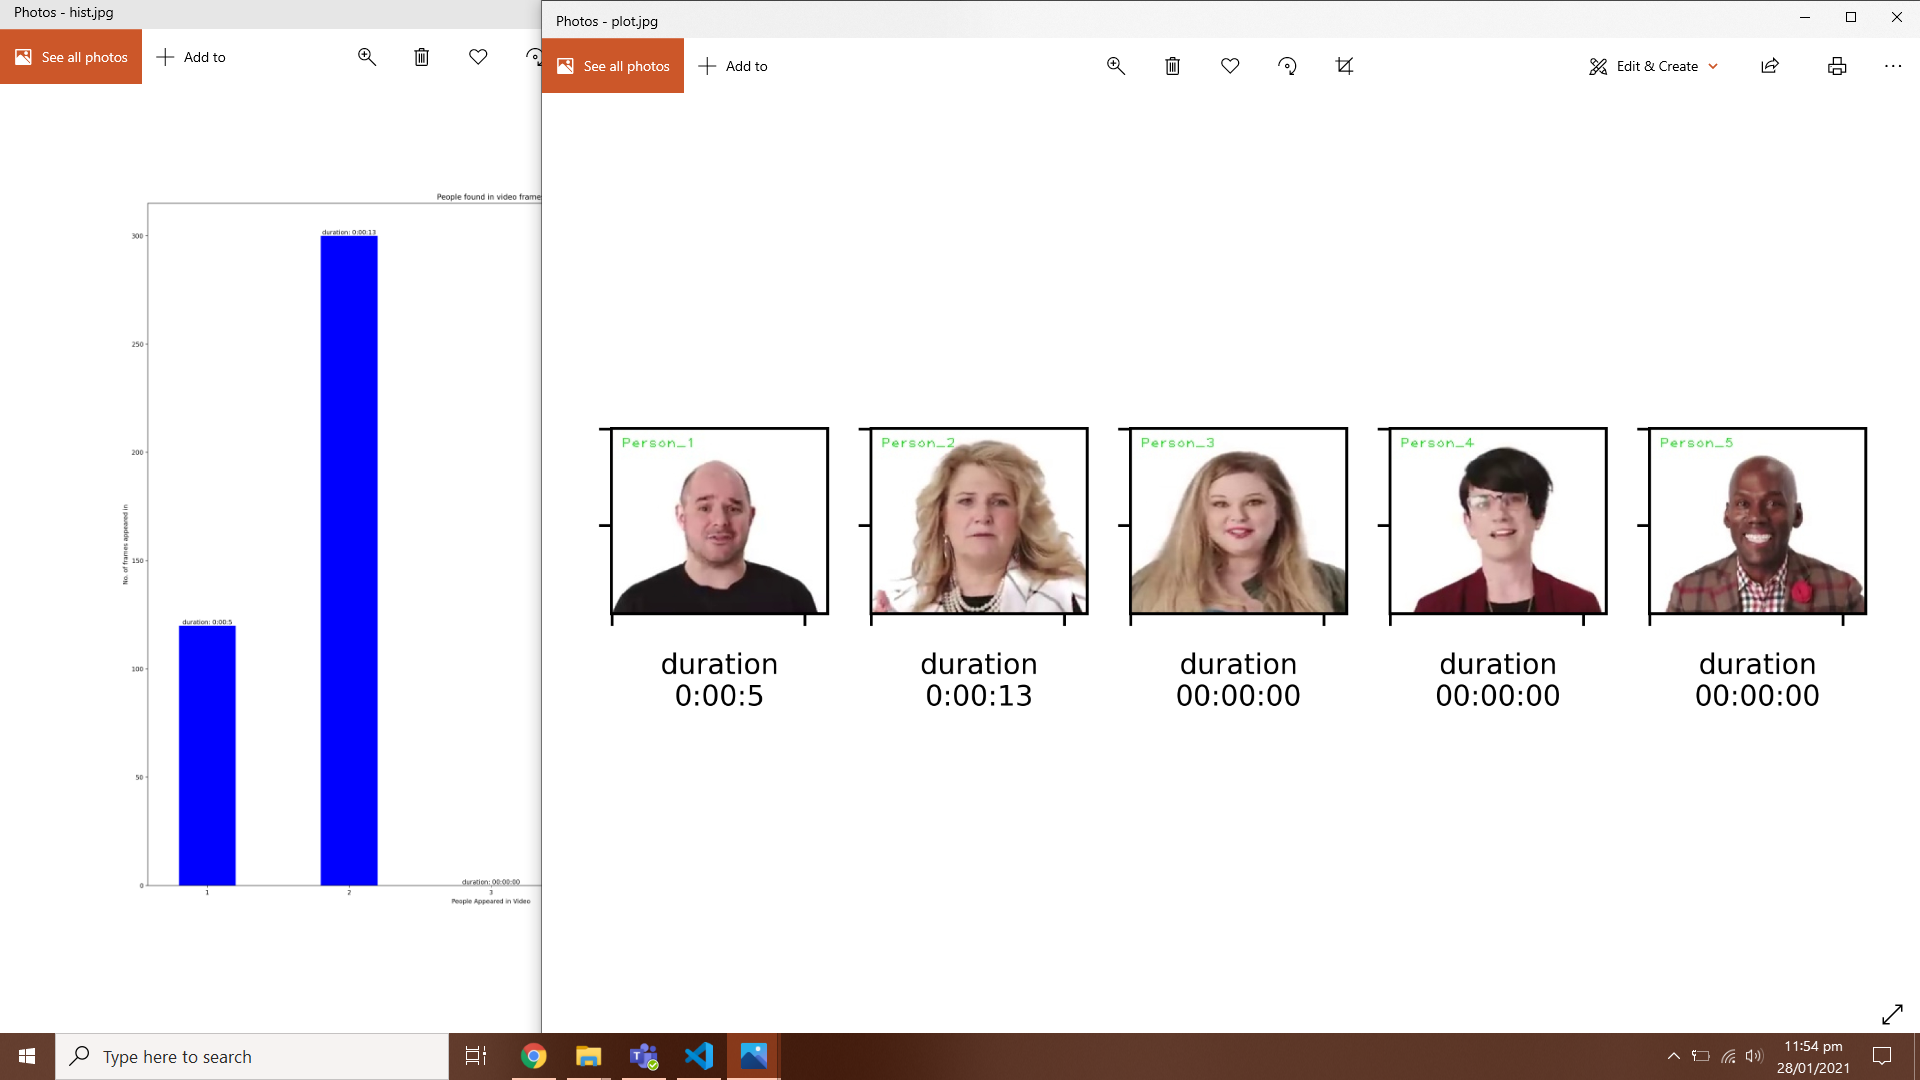 Photos - hist.jpg
See all photos
Add to
People found in video frame
300
250
200
150
100
50
0
No. of frames appeared in
duration: 0:00:5
duration: 0:00:13
duration: 00:00:00
1
2
3
People Appeared in Video
Photos - plot.jpg
See all photos
Add to
Edit & Create
Person_1
Person_2
Person_3
Person_4
Person_5
duration
0:00:5
duration
0:00:13
duration
00:00:00
duration
00:00:00
duration
00:00:00
Type here to search
11:54 pm
28/01/2021